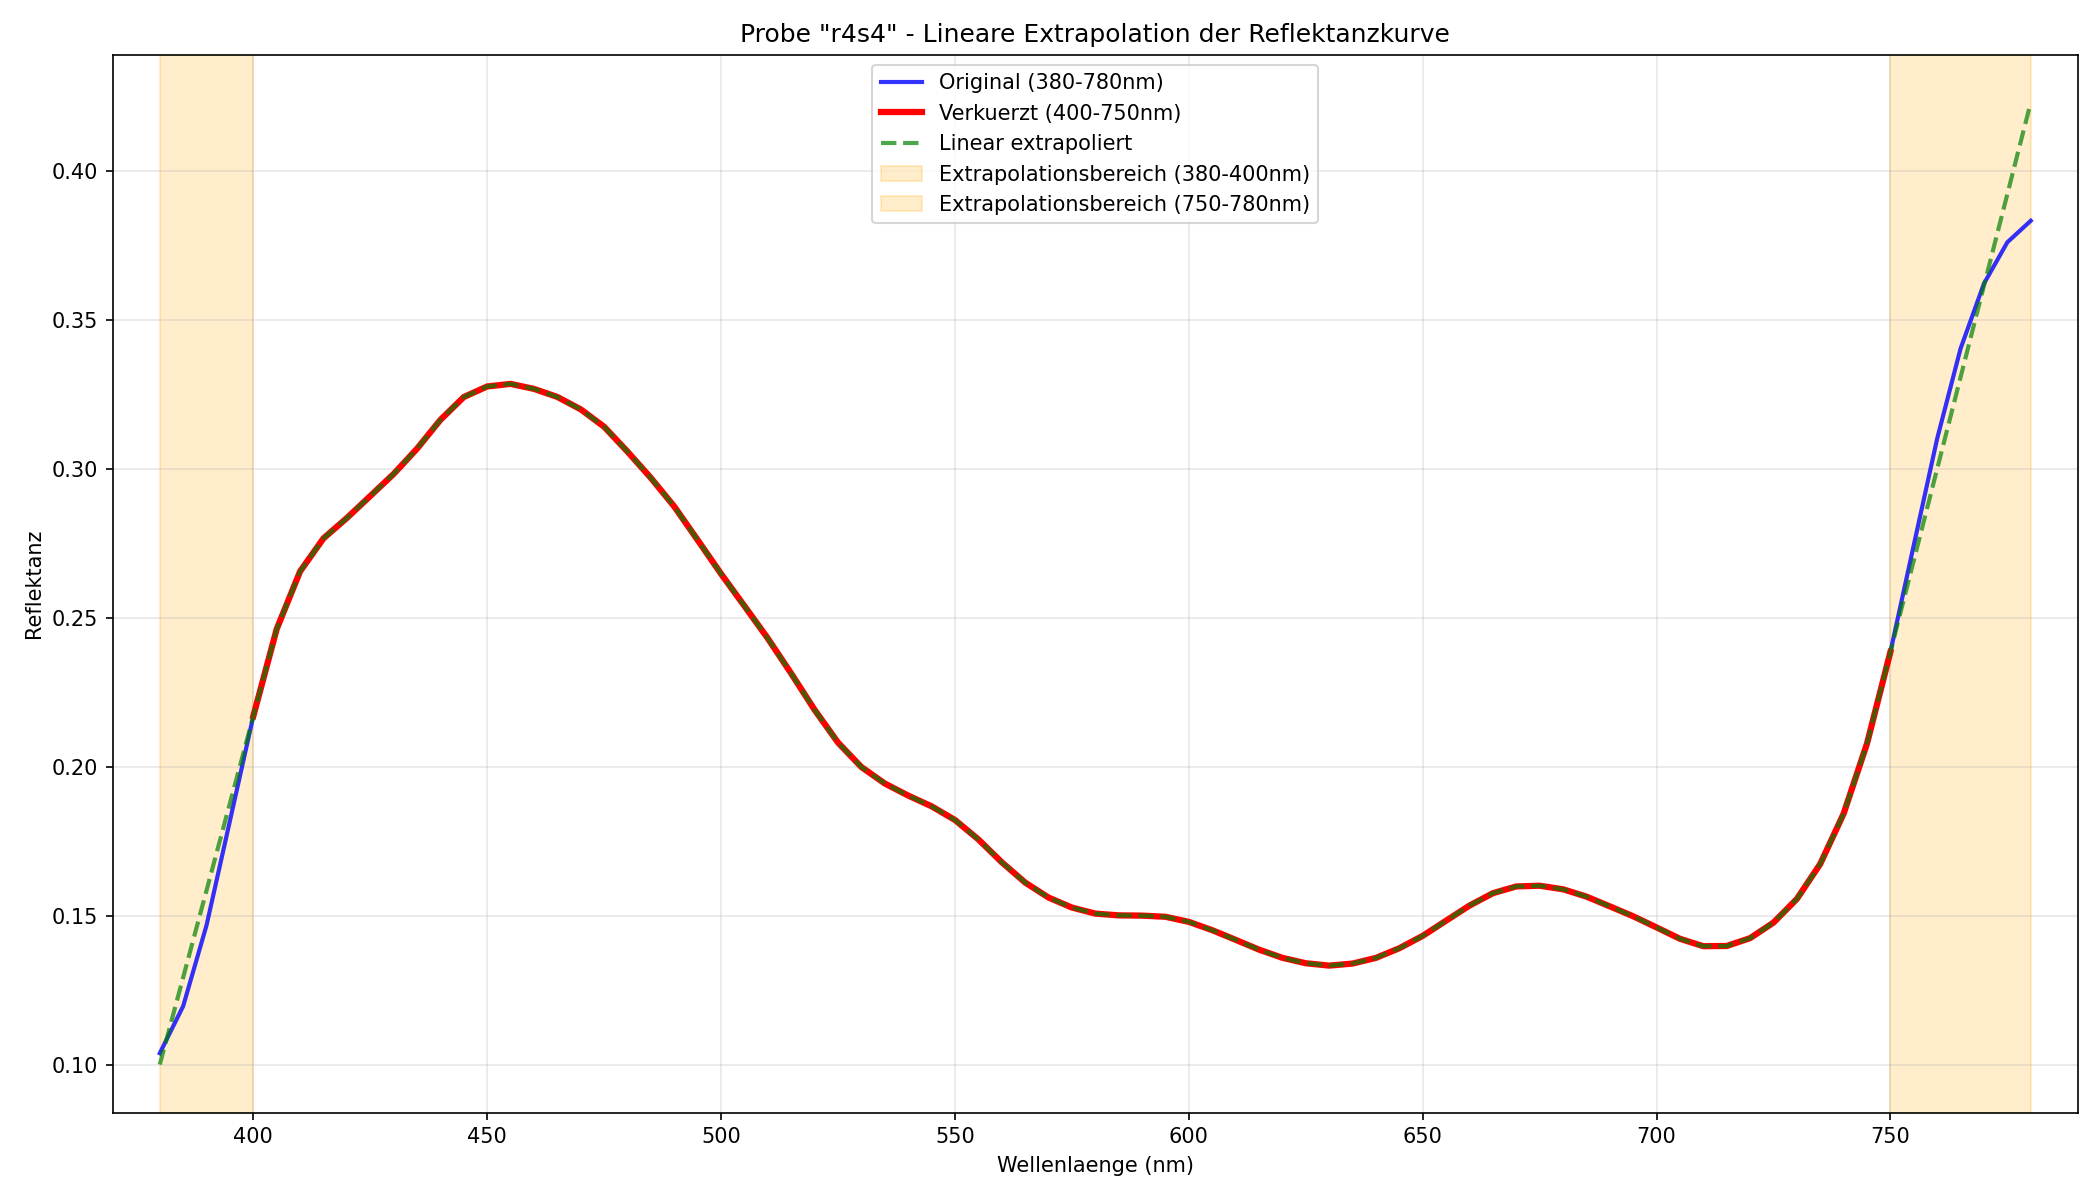 Probe "r4s4" - Lineare Extrapolation der Reflektanzkurve
Original (380-780nm)
Verkuerzt (400-750nm)
Linear extrapoliert
Extrapolationsbereich (380-400nm)
Extrapolationsbereich (750-780nm)
Reflektanz
0.40
0.35
0.30
0.25
0.20
0.15
0.10
400 450 500 550 600 650 700 750
Wellenlaenge (nm)